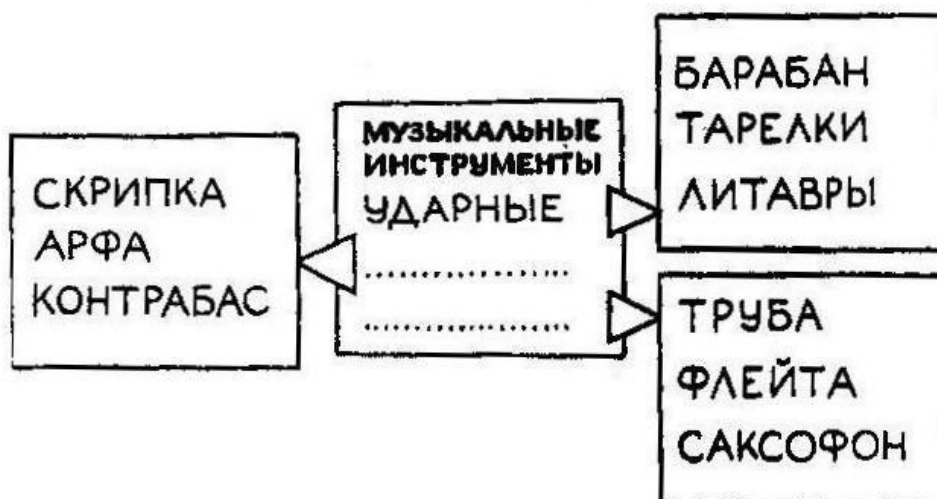 СКРИПКА
АРФА
КОНТРАБАС
МУЗЫКАЛЬНЫЕ
ИНСТРУМЕНТЫ
УДАРНЫЕ
....................
....................
БАРАБАН
ТАРЕЛКИ
ЛИТАВРЫ
ТРУБА
ФЛЕЙТА
САКСОФОН